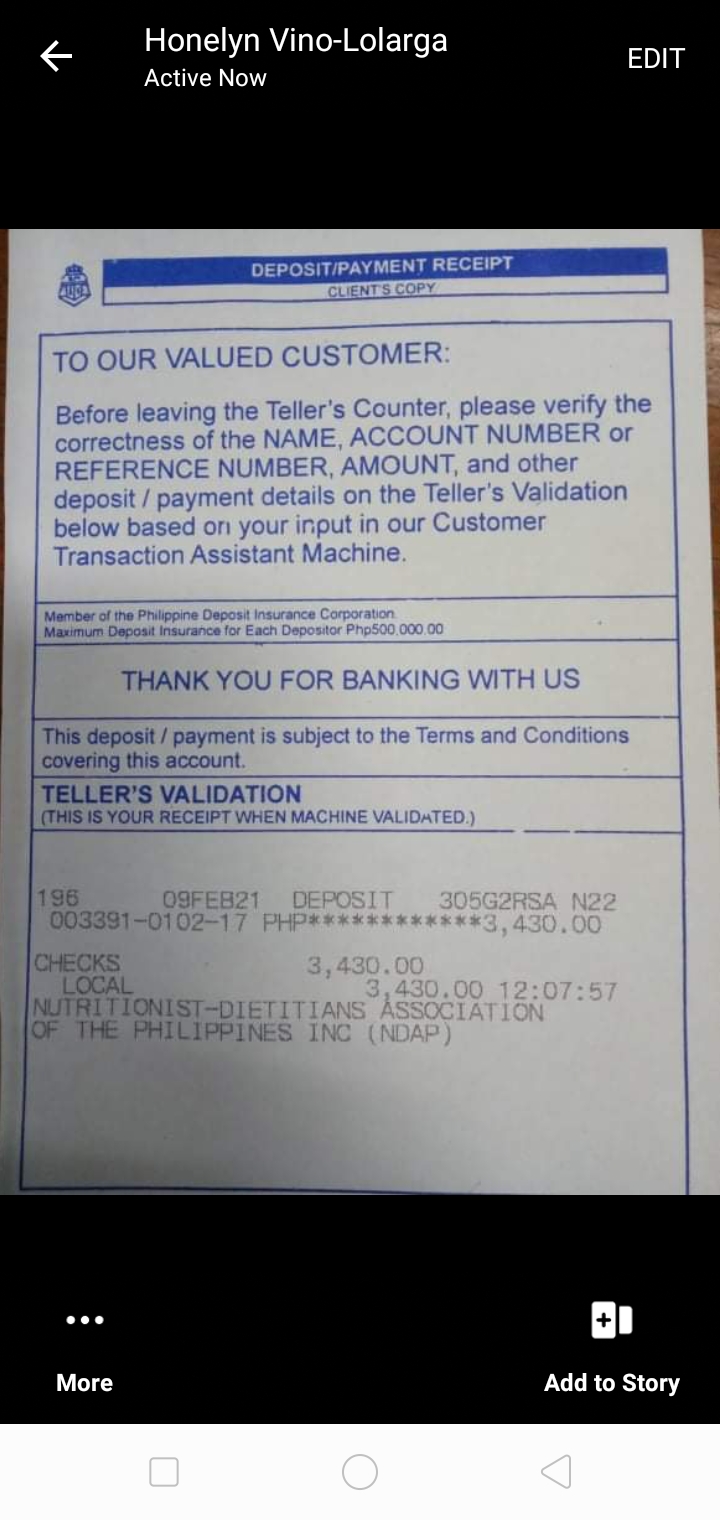 Honelyn Vino-Lolarga
Active Now
EDIT
DEPOSIT/PAYMENT RECEIPT
CLIENT'S COPY
TO OUR VALUED CUSTOMER:
Before leaving the Teller's Counter, please verify the
correctness of the NAME, ACCOUNT NUMBER or
REFERENCE NUMBER, AMOUNT, and other
deposit / payment details on the Teller's Validation
below based on your input in our Customer
Transaction Assistant Machine.
Member of the Philippine Deposit Insurance Corporation.
Maximum Deposit Insurance for Each Depositor Php500,000.00
THANK YOU FOR BANKING WITH US
This deposit / payment is subject to the Terms and Conditions
covering this account.
TELLER'S VALIDATION
(THIS IS YOUR RECEIPT WHEN MACHINE VALIDATED.)
196 09FEB21 DEPOSIT 305G2RSA N22
003391-0102-17 PHP************3,430.00
CHECKS 3,430.00
LOCAL 3,430.00 12:07:57
NUTRITIONIST-DIETITIANS ASSOCIATION
OF THE PHILIPPINES INC (NDAP)
More
Add to Story